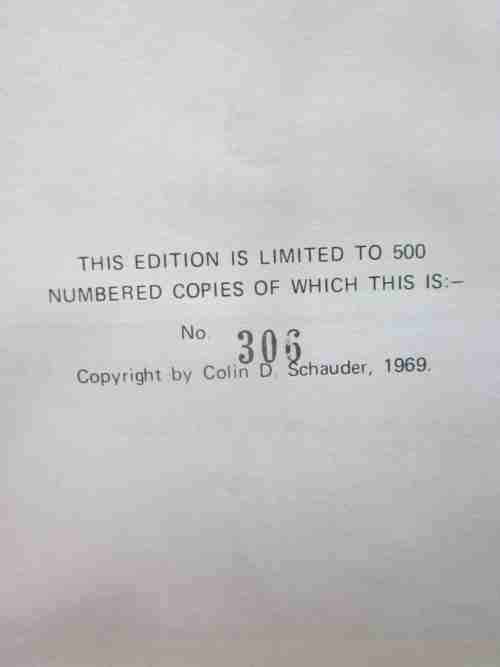 THIS EDITION IS LIMITED TO 500
NUMBERED COPIES OF WHICH THIS IS:–
No. 306
Copyright by Colin D. Schauder, 1969.